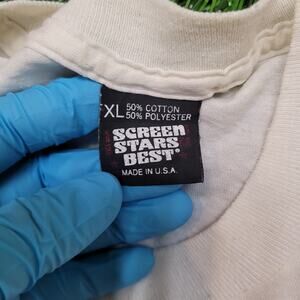 XL 50% COTTON
50% POLYESTER
SCREEN
STARS
BEST®
MADE IN U.S.A.